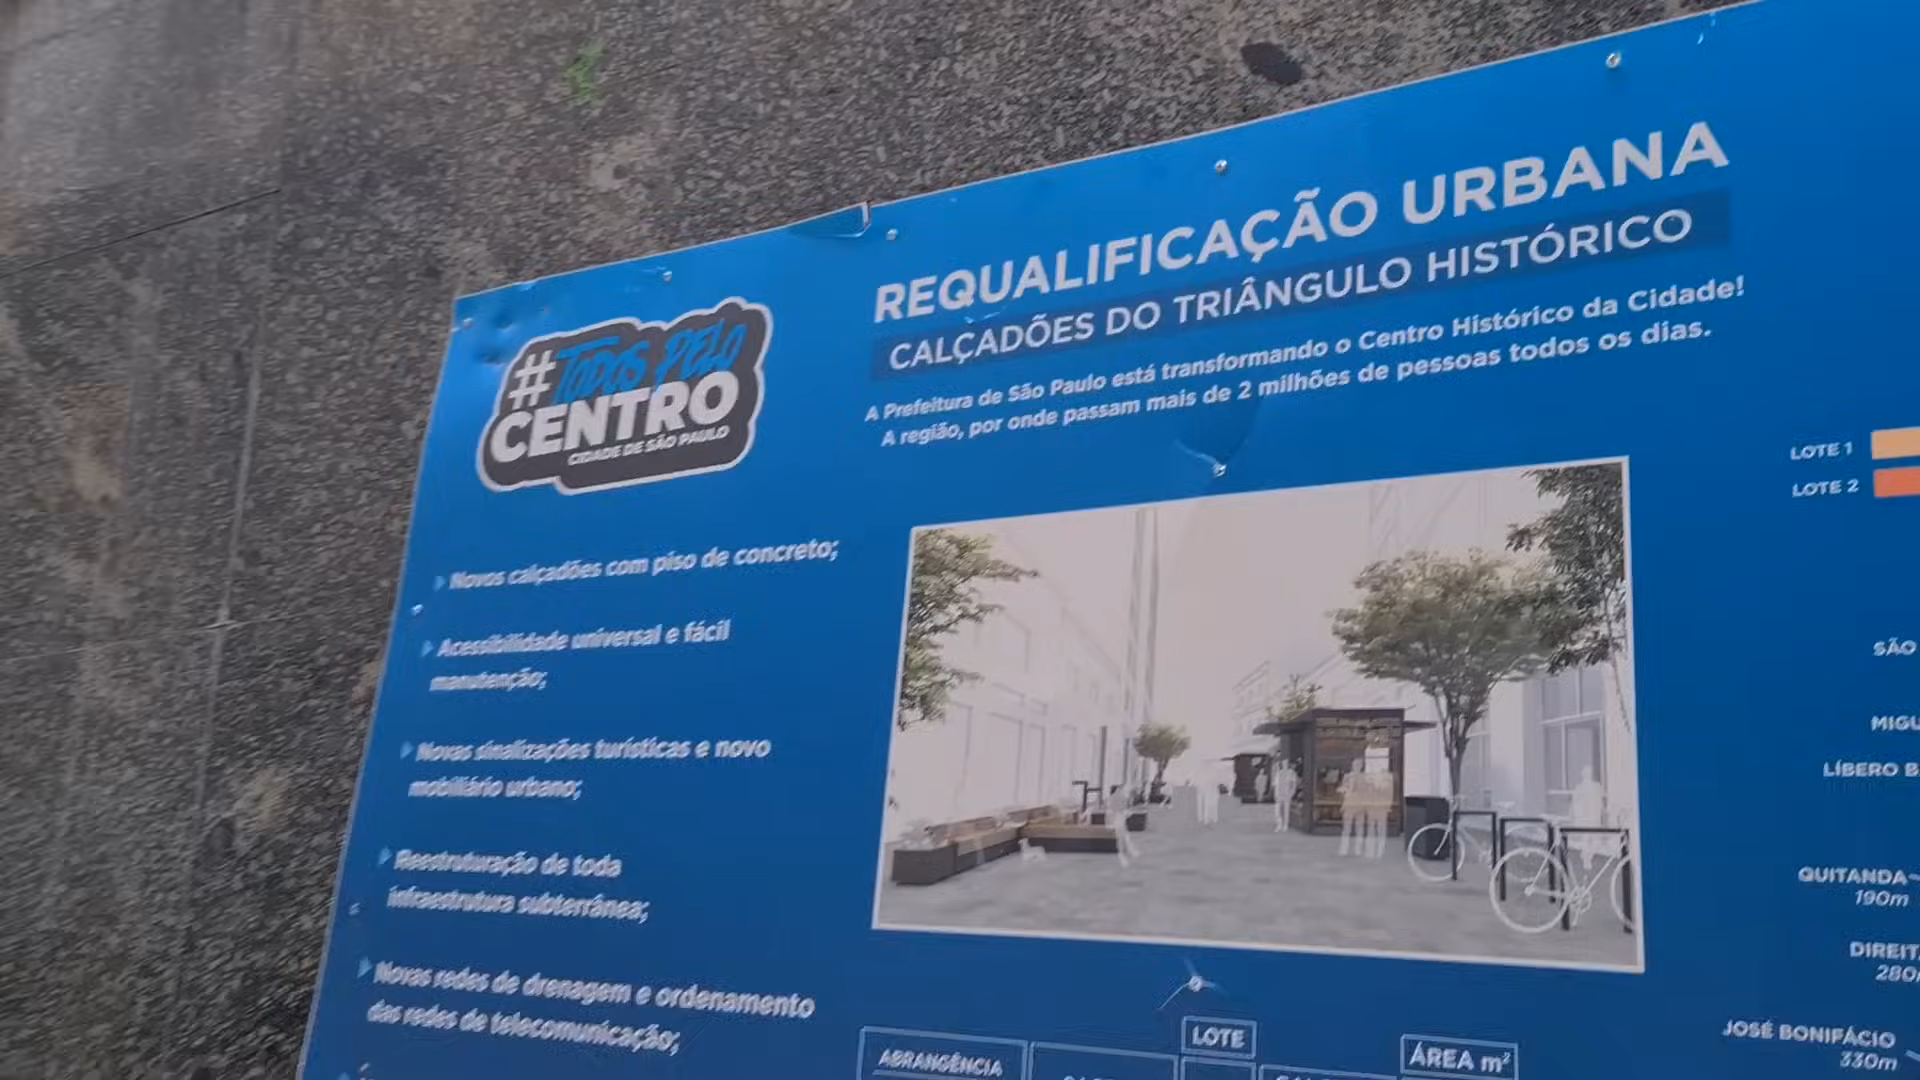 #TODOS PELO
CENTRO
CIDADE DE SÃO PAULO
REQUALIFICAÇÃO URBANA
CALÇADÕES DO TRIÂNGULO HISTÓRICO
A Prefeitura de São Paulo está transformando o Centro Histórico da Cidade!
A região, por onde passam mais de 2 milhões de pessoas todos os dias.
Novos calçadões com piso de concreto;
Acessibilidade universal e fácil
manutenção;
Novas sinalizações turísticas e novo
mobiliário urbano;
Reestruturação de toda
infraestrutura subterrânea;
Novas redes de drenagem e ordenamento
das redes de telecomunicação;
LOTE 1
LOTE 2
SÃO
MIGU
LÍBERO B
QUITANDA
190m
DIREIT
280
JOSÉ BONIFÁCIO
330m
ABRANGÊNCIA
LOTE
ÁREA m²